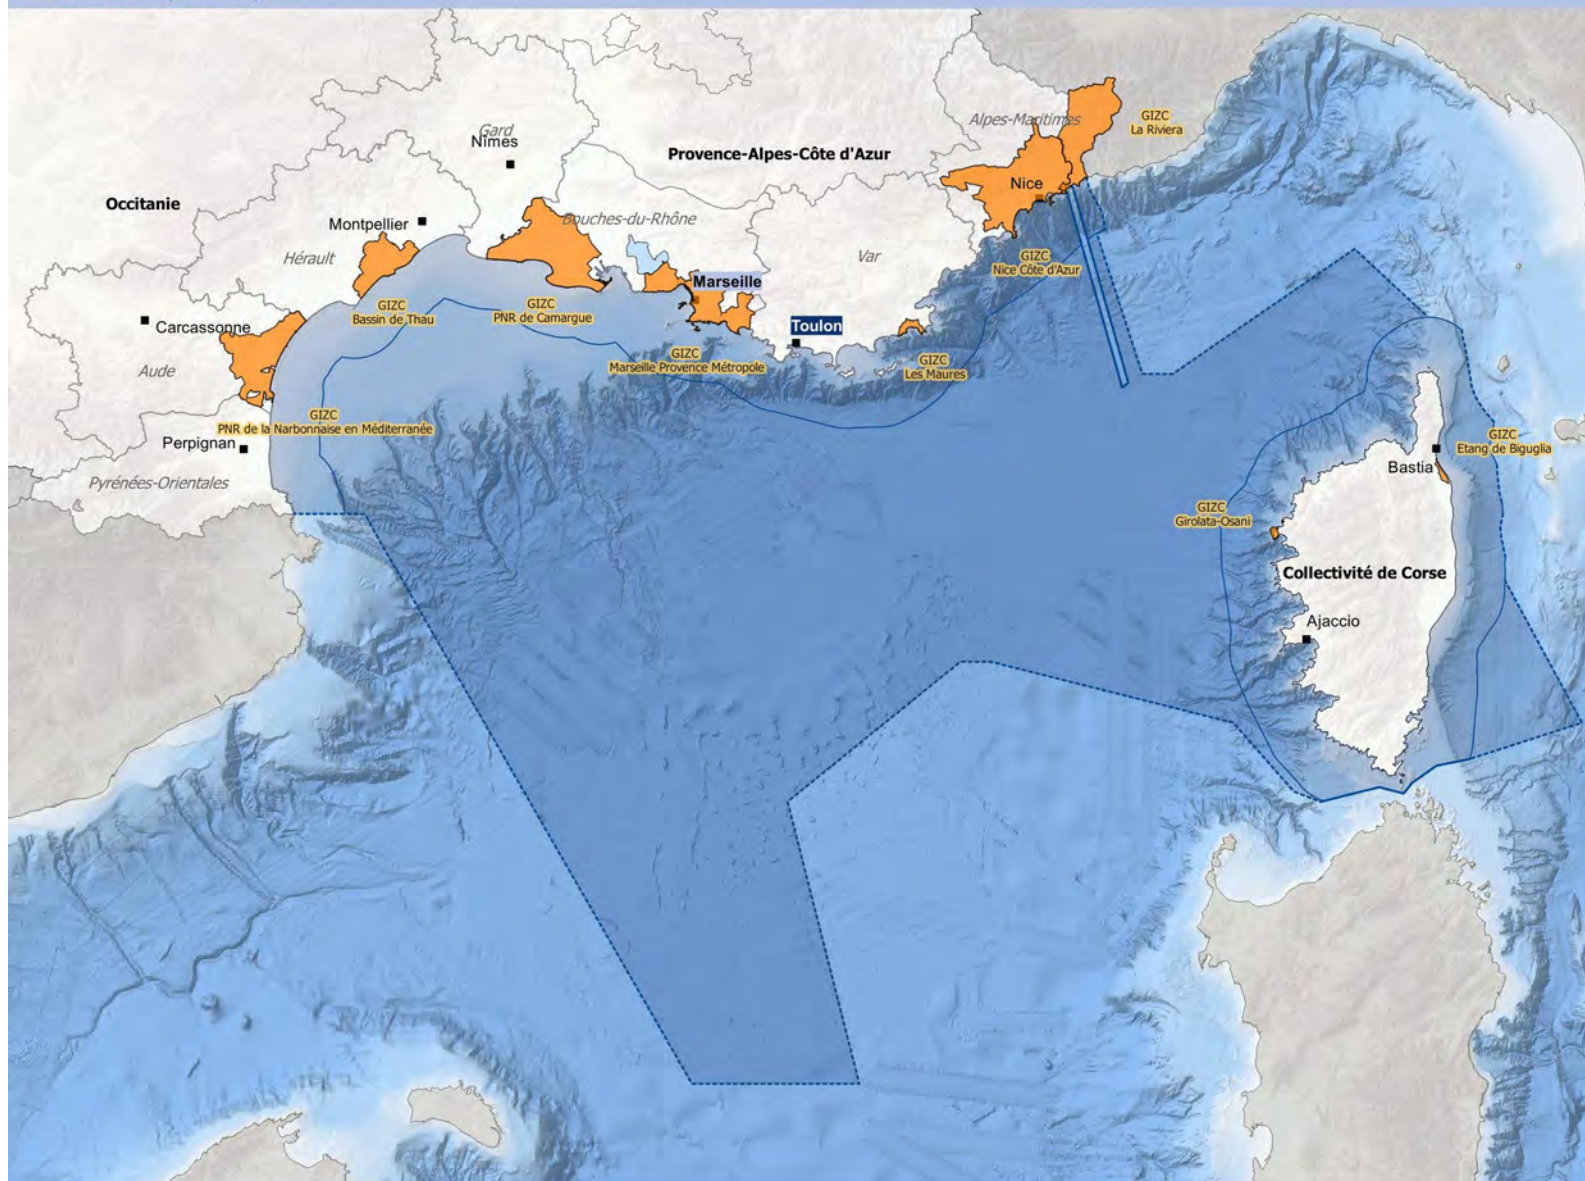 Alpes-Maritimes
GIZC
La Riviera
Gard
Nîmes
Provence-Alpes-Côte d'Azur
Nice
Occitanie
Montpellier
Bouches-du-Rhône
Hérault
Var
GIZC
Nice Côte d'Azur
Marseille
GIZC
Bassin de Thau
GIZC
PNR de Camargue
Carcassonne
Toulon
Aude
GIZC
Marseille Provence Métropole
GIZC
Les Maures
GIZC
PNR de la Narbonnaise en Méditerranée
Perpignan
GIZC
Etang de Biguglia
Bastia
Pyrénées-Orientales
GIZC
Girolata-Osani
Collectivité de Corse
Ajaccio